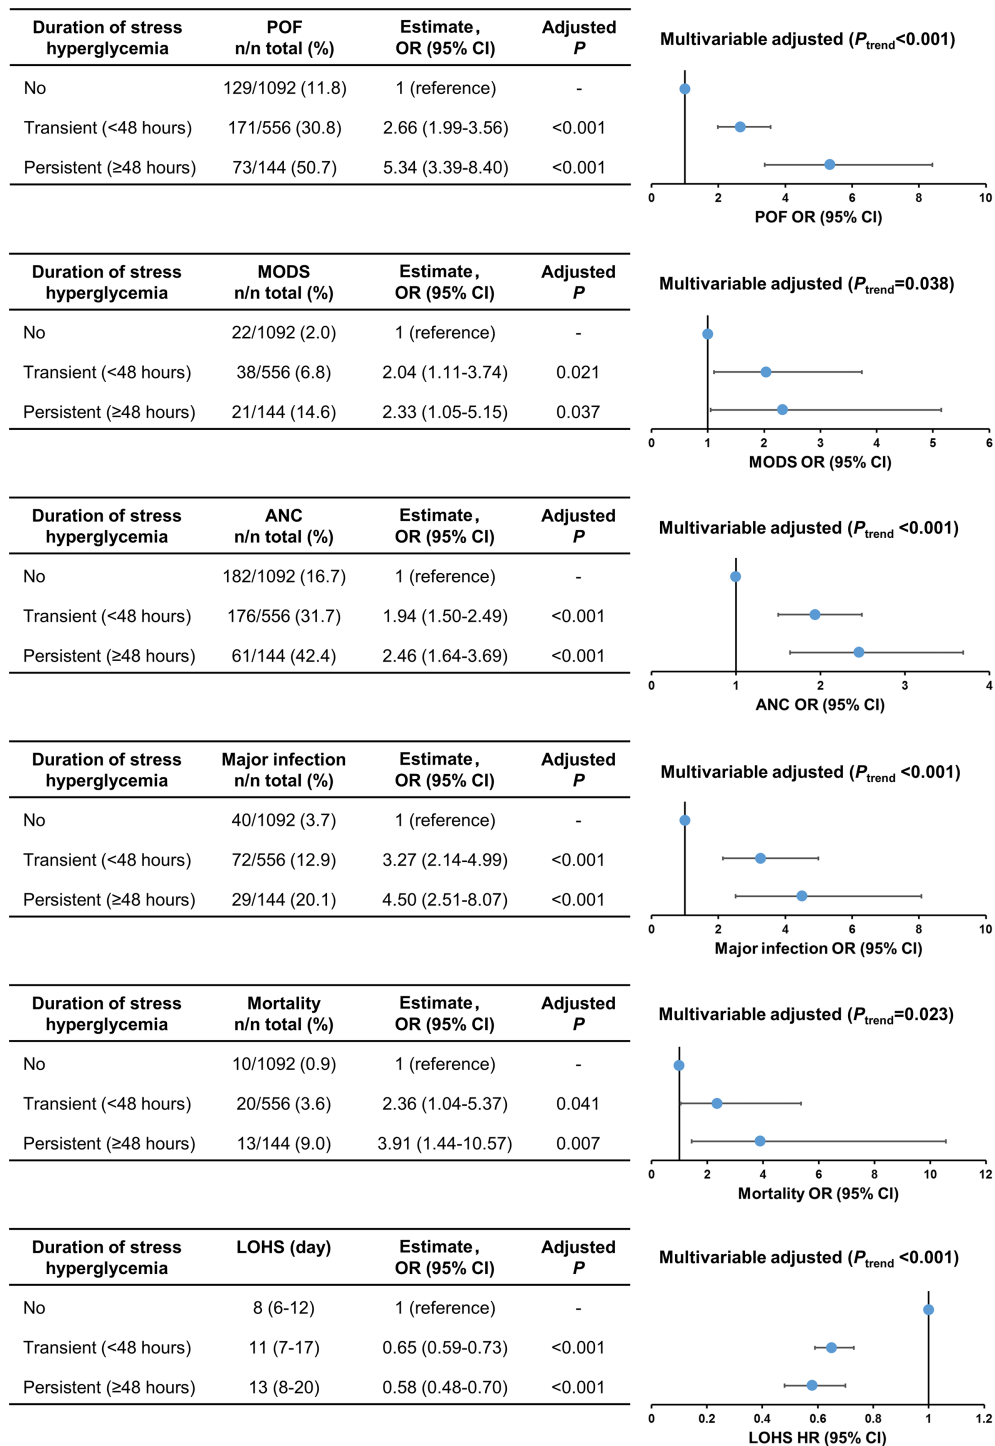 Duration of stress hyperglycemia POF n/n total (%) Estimate, OR (95% CI) Adjusted P
No 129/1092 (11.8) 1 (reference) -
Transient (<48 hours) 171/556 (30.8) 2.66 (1.99-3.56) <0.001
Persistent (≥48 hours) 73/144 (50.7) 5.34 (3.39-8.40) <0.001
Multivariable adjusted (Ptrend<0.001)
0 2 4 6 8 10
POF OR (95% CI)
Duration of stress hyperglycemia MODS n/n total (%) Estimate, OR (95% CI) Adjusted P
No 22/1092 (2.0) 1 (reference) -
Transient (<48 hours) 38/556 (6.8) 2.04 (1.11-3.74) 0.021
Persistent (≥48 hours) 21/144 (14.6) 2.33 (1.05-5.15) 0.037
Multivariable adjusted (Ptrend=0.038)
0 1 2 3 4 5 6
MODS OR (95% CI)
Duration of stress hyperglycemia ANC n/n total (%) Estimate, OR (95% CI) Adjusted P
No 182/1092 (16.7) 1 (reference) -
Transient (<48 hours) 176/556 (31.7) 1.94 (1.50-2.49) <0.001
Persistent (≥48 hours) 61/144 (42.4) 2.46 (1.64-3.69) <0.001
Multivariable adjusted (Ptrend <0.001)
0 1 2 3 4
ANC OR (95% CI)
Duration of stress hyperglycemia Major infection n/n total (%) Estimate, OR (95% CI) Adjusted P
No 40/1092 (3.7) 1 (reference) -
Transient (<48 hours) 72/556 (12.9) 3.27 (2.14-4.99) <0.001
Persistent (≥48 hours) 29/144 (20.1) 4.50 (2.51-8.07) <0.001
Multivariable adjusted (Ptrend <0.001)
0 2 4 6 8 10
Major infection OR (95% CI)
Duration of stress hyperglycemia Mortality n/n total (%) Estimate, OR (95% CI) Adjusted P
No 10/1092 (0.9) 1 (reference) -
Transient (<48 hours) 20/556 (3.6) 2.36 (1.04-5.37) 0.041
Persistent (≥48 hours) 13/144 (9.0) 3.91 (1.44-10.57) 0.007
Multivariable adjusted (Ptrend=0.023)
0 2 4 6 8 10 12
Mortality OR (95% CI)
Duration of stress hyperglycemia LOHS (day) Estimate, OR (95% CI) Adjusted P
No 8 (6-12) 1 (reference) -
Transient (<48 hours) 11 (7-17) 0.65 (0.59-0.73) <0.001
Persistent (≥48 hours) 13 (8-20) 0.58 (0.48-0.70) <0.001
Multivariable adjusted (Ptrend <0.001)
0 0.2 0.4 0.6 0.8 1 1.2
LOHS HR (95% CI)